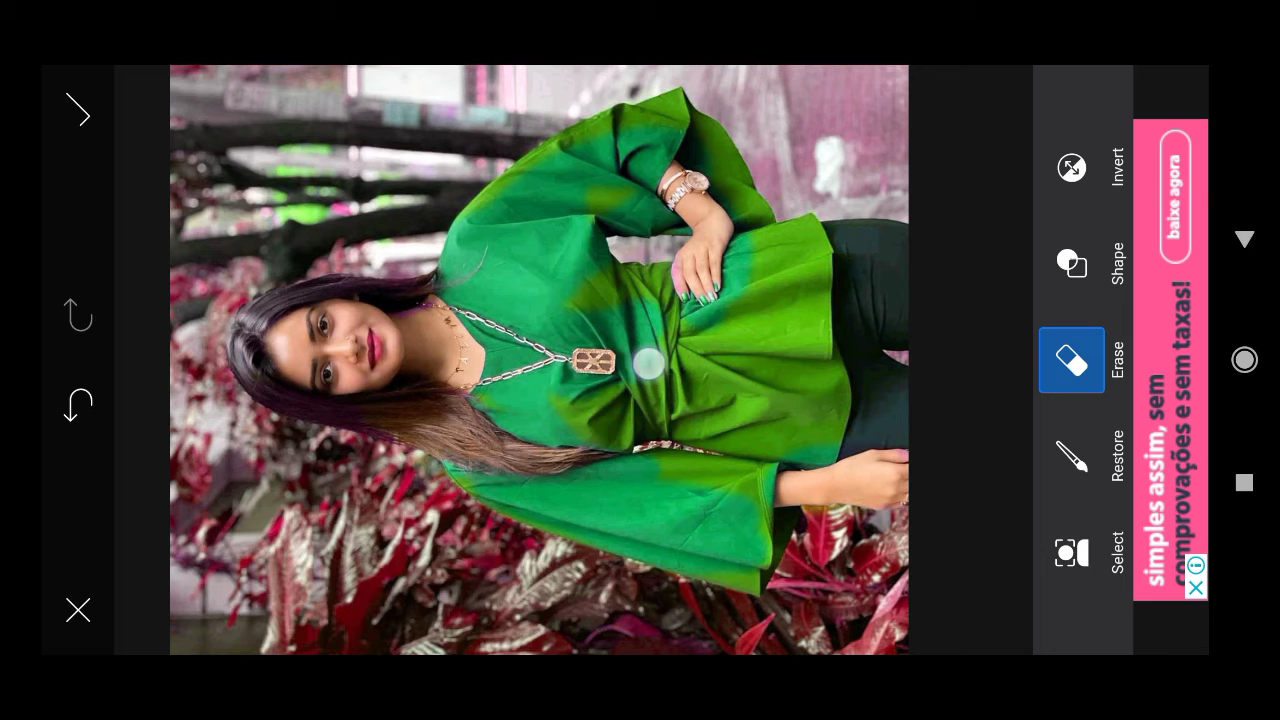 Select
Restore
Erase
Shape
Invert
simples assim, sem
comprovações e sem taxas!
baixe agora